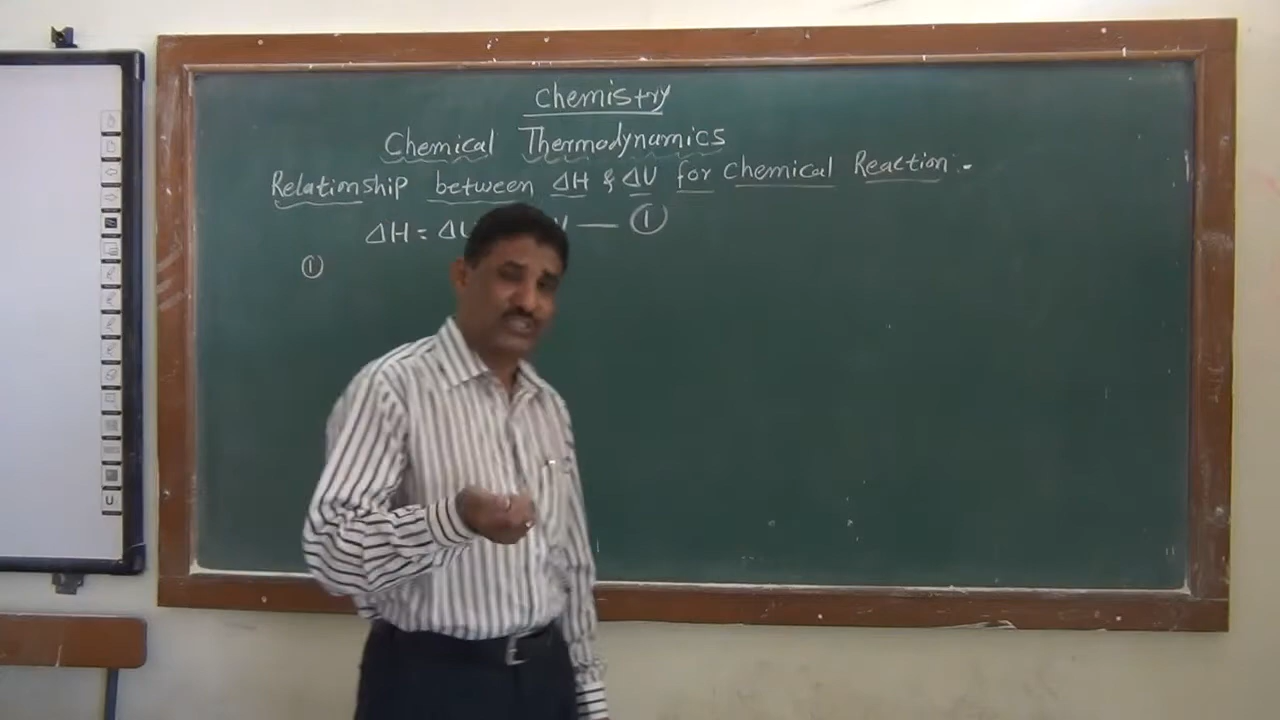 Chemistry
Chemical Thermodynamics
Relationship between ΔH & ΔU for Chemical Reaction:-
ΔH = ΔU — ①
①